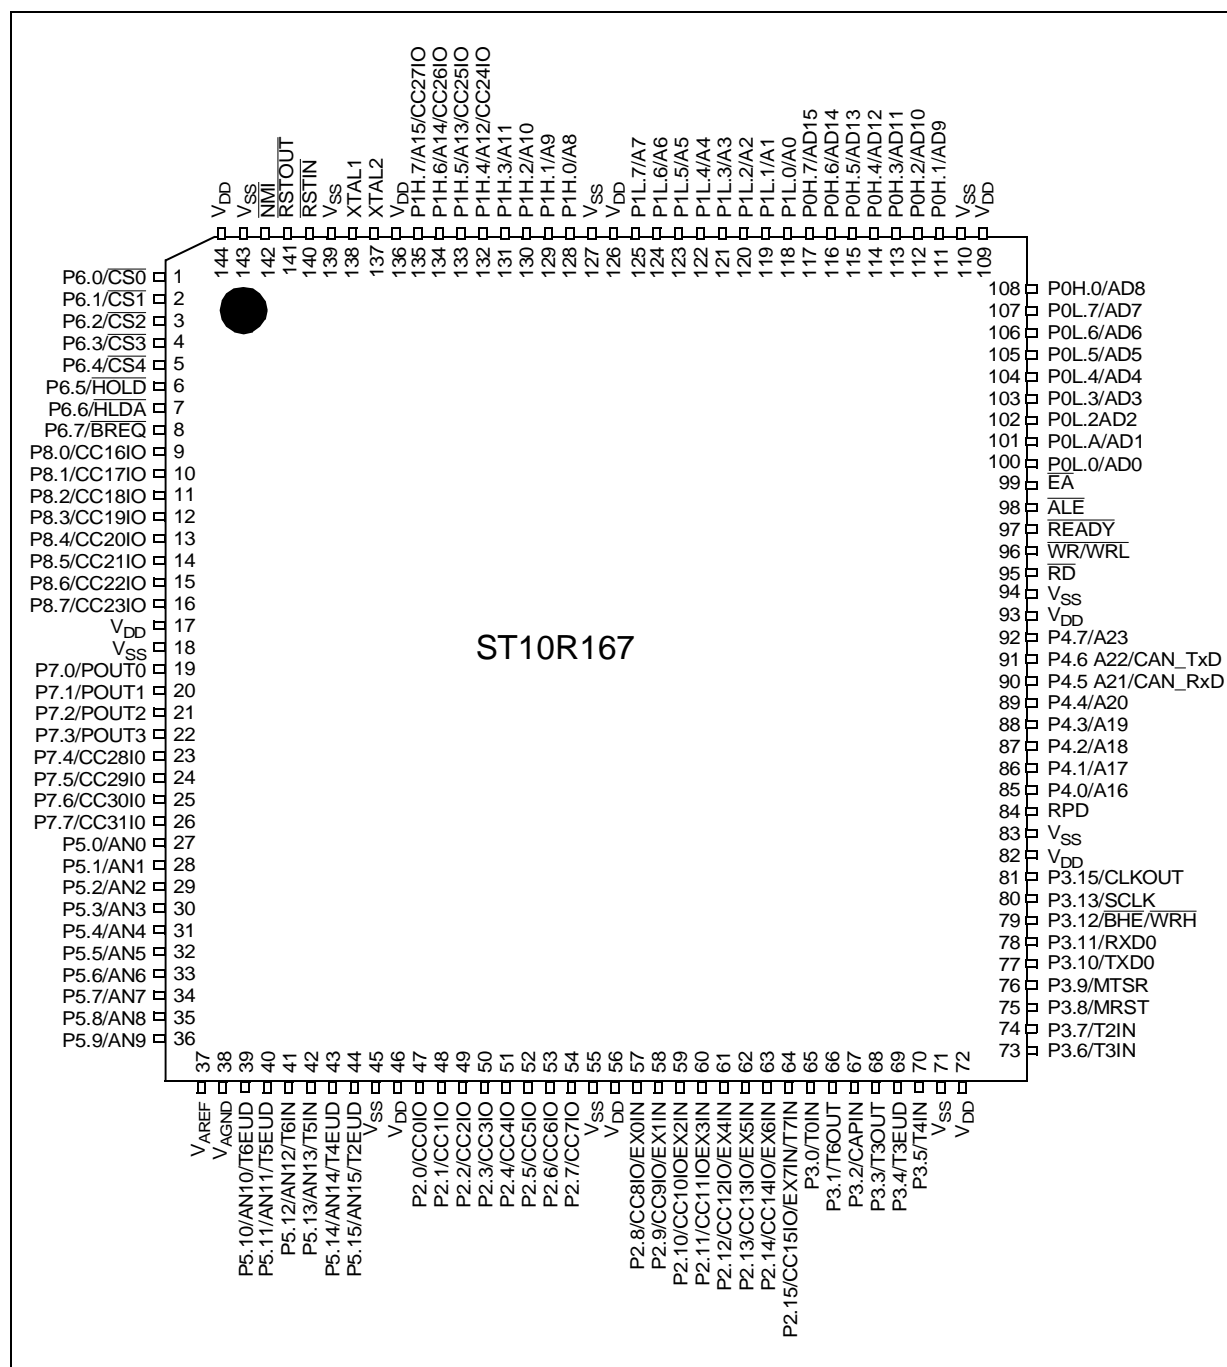 VDD
VSS
NMI
RSTOUT
RSTIN
VSS
XTAL1
XTAL2
VDD
P1H.7/A15/CC27IO
P1H.6/A14/CC26IO
P1H.5/A13/CC25IO
P1H.4/A12/CC24IO
P1H.3/A11
P1H.2/A10
P1H.1/A9
P1H.0/A8
VSS
VDD
P1L.7/A7
P1L.6/A6
P1L.5/A5
P1L.4/A4
P1L.3/A3
P1L.2/A2
P1L.1/A1
P1L.0/A0
P0H.7/AD15
P0H.6/AD14
P0H.5/AD13
P0H.4/AD12
P0H.3/AD11
P0H.2/AD10
P0H.1/AD9
VSS
VDD
144
143
142
141
140
139
138
137
136
135
134
133
132
131
130
129
128
127
126
125
124
123
122
121
120
119
118
117
116
115
114
113
112
111
110
109
P6.0/CS0 1
P6.1/CS1 2
P6.2/CS2 3
P6.3/CS3 4
P6.4/CS4 5
P6.5/HOLD 6
P6.6/HLDA 7
P6.7/BREQ 8
P8.0/CC16IO 9
P8.1/CC17IO 10
P8.2/CC18IO 11
P8.3/CC19IO 12
P8.4/CC20IO 13
P8.5/CC21IO 14
P8.6/CC22IO 15
P8.7/CC23IO 16
VDD 17
VSS 18
P7.0/POUT0 19
P7.1/POUT1 20
P7.2/POUT2 21
P7.3/POUT3 22
P7.4/CC28I0 23
P7.5/CC29I0 24
P7.6/CC30I0 25
P7.7/CC31I0 26
P5.0/AN0 27
P5.1/AN1 28
P5.2/AN2 29
P5.3/AN3 30
P5.4/AN4 31
P5.5/AN5 32
P5.6/AN6 33
P5.7/AN7 34
P5.8/AN8 35
P5.9/AN9 36
ST10R167
108 P0H.0/AD8
107 P0L.7/AD7
106 P0L.6/AD6
105 P0L.5/AD5
104 P0L.4/AD4
103 P0L.3/AD3
102 P0L.2AD2
101 P0L.A/AD1
100 P0L.0/AD0
99 EA
98 ALE
97 READY
96 WR/WRL
95 RD
94 VSS
93 VDD
92 P4.7/A23
91 P4.6 A22/CAN_TxD
90 P4.5 A21/CAN_RxD
89 P4.4/A20
88 P4.3/A19
87 P4.2/A18
86 P4.1/A17
85 P4.0/A16
84 RPD
83 VSS
82 VDD
81 P3.15/CLKOUT
80 P3.13/SCLK
79 P3.12/BHE/WRH
78 P3.11/RXD0
77 P3.10/TXD0
76 P3.9/MTSR
75 P3.8/MRST
74 P3.7/T2IN
73 P3.6/T3IN
37
38
39
40
41
42
43
44
45
46
47
48
49
50
51
52
53
54
55
56
57
58
59
60
61
62
63
64
65
66
67
68
69
70
71
72
VAREF
VAGND
P5.10/AN10/T6EUD
P5.11/AN11/T5EUD
P5.12/AN12/T6IN
P5.13/AN13/T5IN
P5.14/AN14/T4EUD
P5.15/AN15/T2EUD
VSS
VDD
P2.0/CC0IO
P2.1/CC1IO
P2.2/CC2IO
P2.3/CC3IO
P2.4/CC4IO
P2.5/CC5IO
P2.6/CC6IO
P2.7/CC7IO
VSS
VDD
P2.8/CC8IO/EX0IN
P2.9/CC9IO/EX1IN
P2.10/CC10IOEX2IN
P2.11/CC11IOEX3IN
P2.12/CC12IO/EX4IN
P2.13/CC13IO/EX5IN
P2.14/CC14IO/EX6IN
P2.15/CC15IO/EX7IN/T7IN
P3.0/T0IN
P3.1/T6OUT
P3.2/CAPIN
P3.3/T3OUT
P3.4/T3EUD
P3.5/T4IN
VSS
VDD